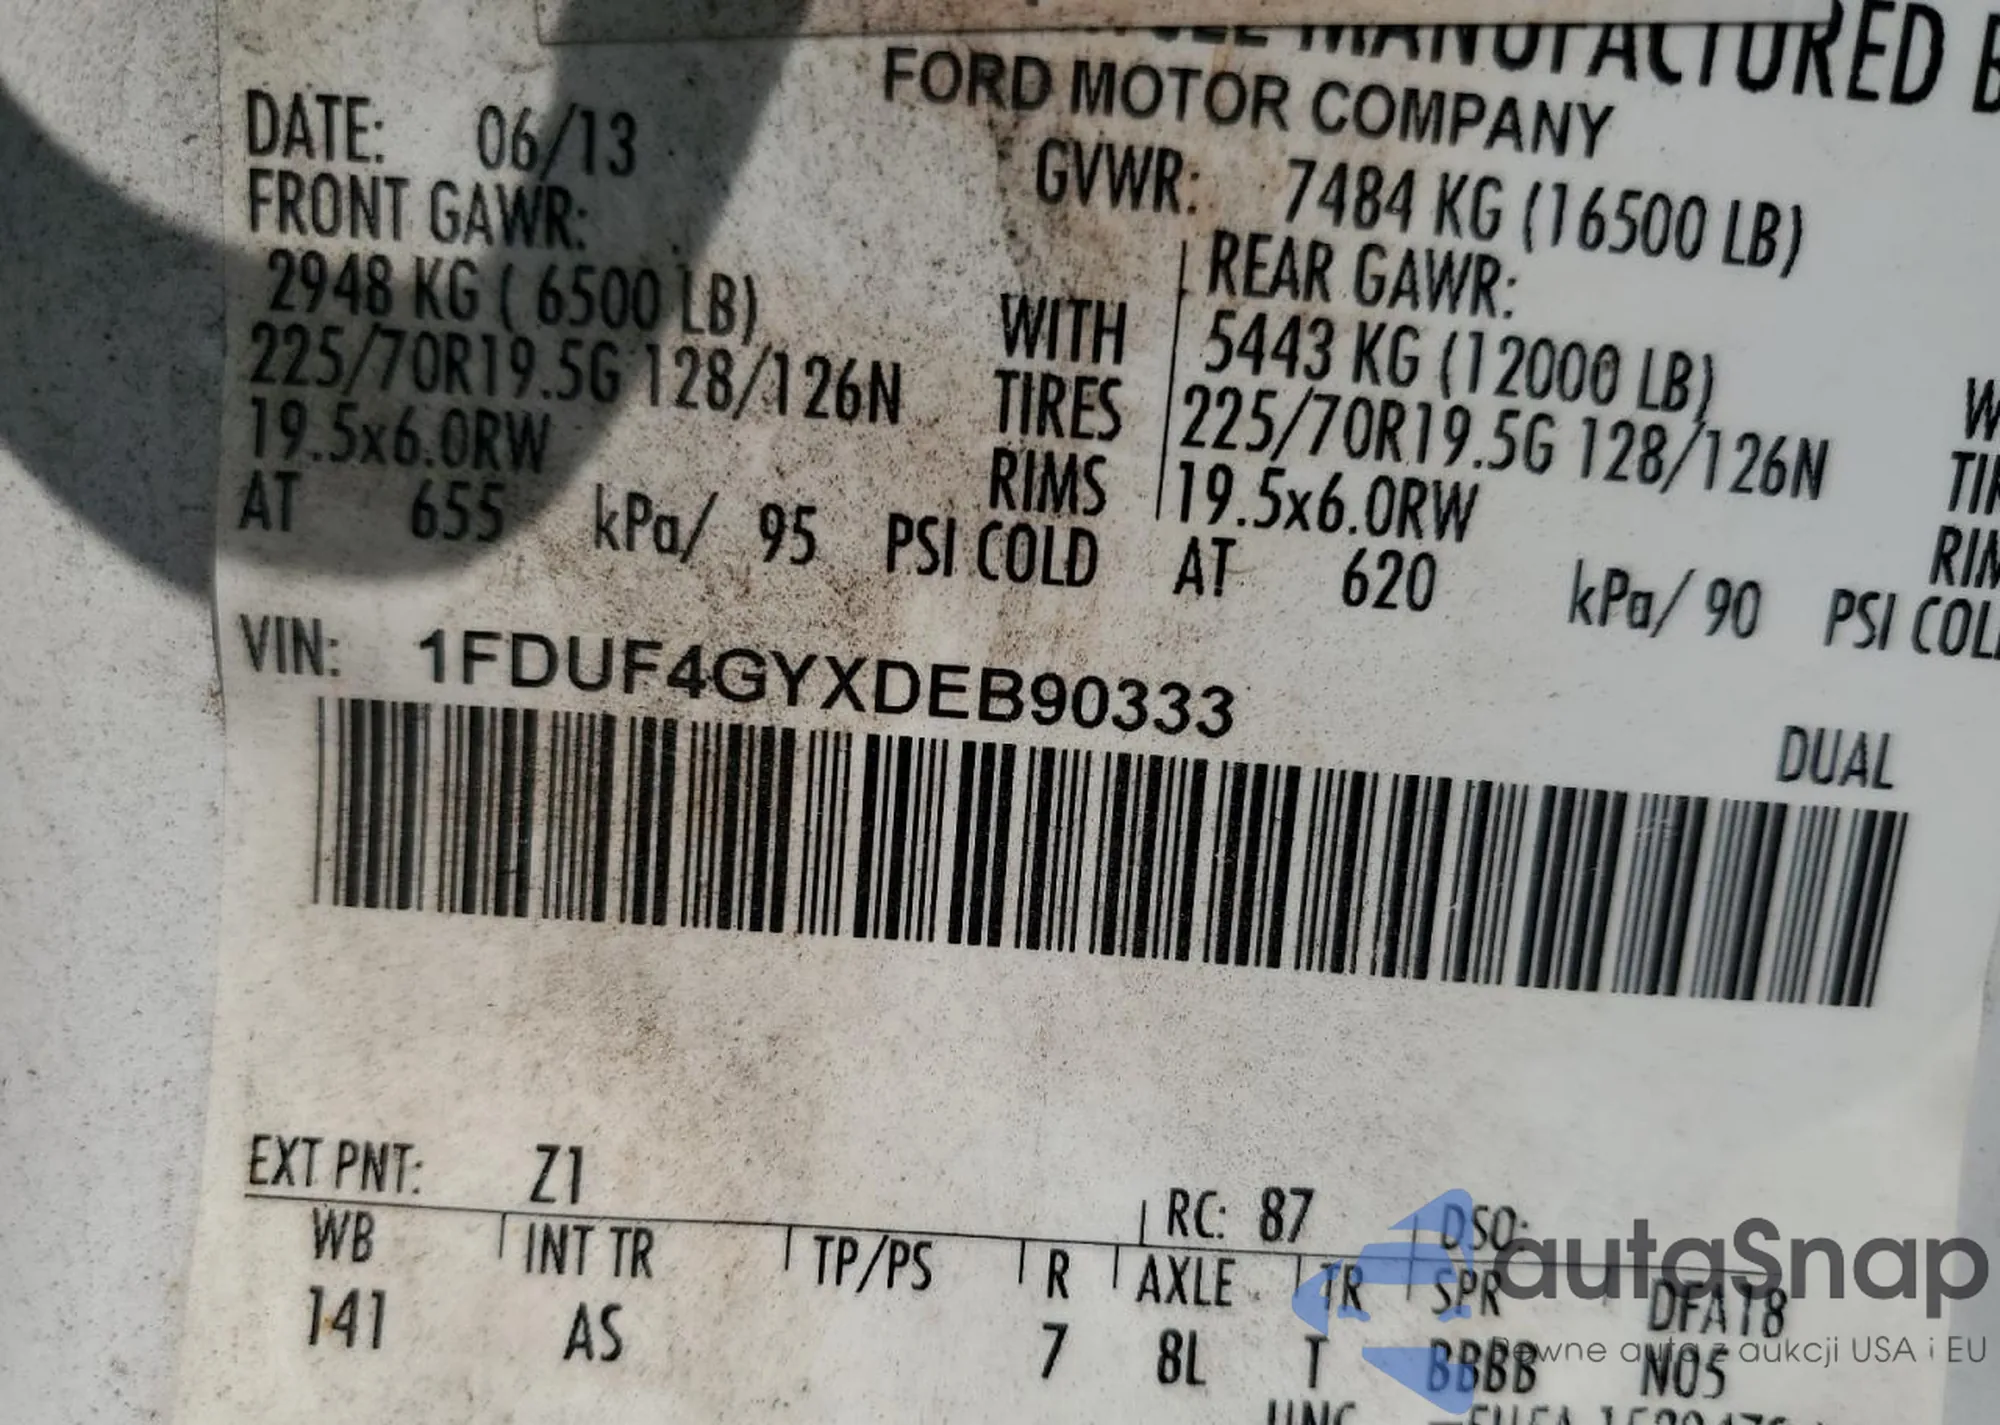 MANUFACTURED B
FORD MOTOR COMPANY
DATE: 06/13
GVWR: 7484 KG (16500 LB)
FRONT GAWR:
REAR GAWR:
2948 KG ( 6500 LB) WITH
5443 KG (12000 LB)
225/70R19.5G 128/126N TIRES
225/70R19.5G 128/126N
19.5x6.0RW RIMS
19.5x6.0RW
AT 655 kPa/ 95 PSI COLD
AT 620 kPa/ 90 PSI COL
VIN: 1FDUF4GYXDEB90333
DUAL
EXT PNT: Z1 RC: 87 DSO:
WB INT TR TP/PS R AXLE TR SPR DFA18
141 AS 7 8L T BBBB N05
autoSnap
Pewne auta z aukcji USA i EU